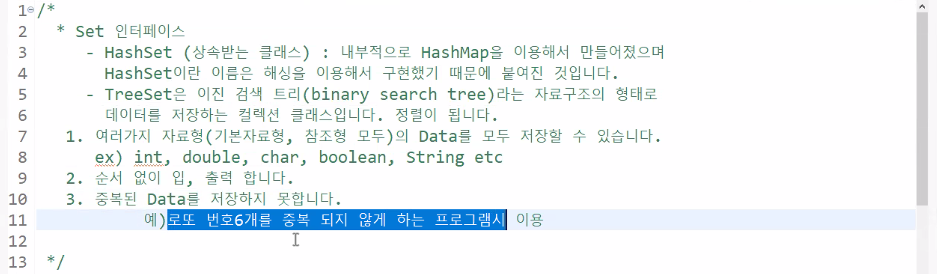 1 /*
2 * Set 인터페이스
3 - HashSet (상속받는 클래스) : 내부적으로 HashMap을 이용해서 만들어졌으며
4 HashSet이란 이름은 해싱을 이용해서 구현했기 때문에 붙여진 것입니다.
5 - TreeSet은 이진 검색 트리(binary search tree)라는 자료구조의 형태로
6 데이터를 저장하는 컬렉션 클래스입니다. 정렬이 됩니다.
7 1. 여러가지 자료형(기본자료형, 참조형 모두)의 Data를 모두 저장할 수 있습니다.
8 ex) int, double, char, boolean, String etc
9 2. 순서 없이 입, 출력 합니다.
10 3. 중복된 Data를 저장하지 못합니다.
11 예)로또 번호6개를 중복 되지 않게 하는 프로그램시 이용
12
13 */